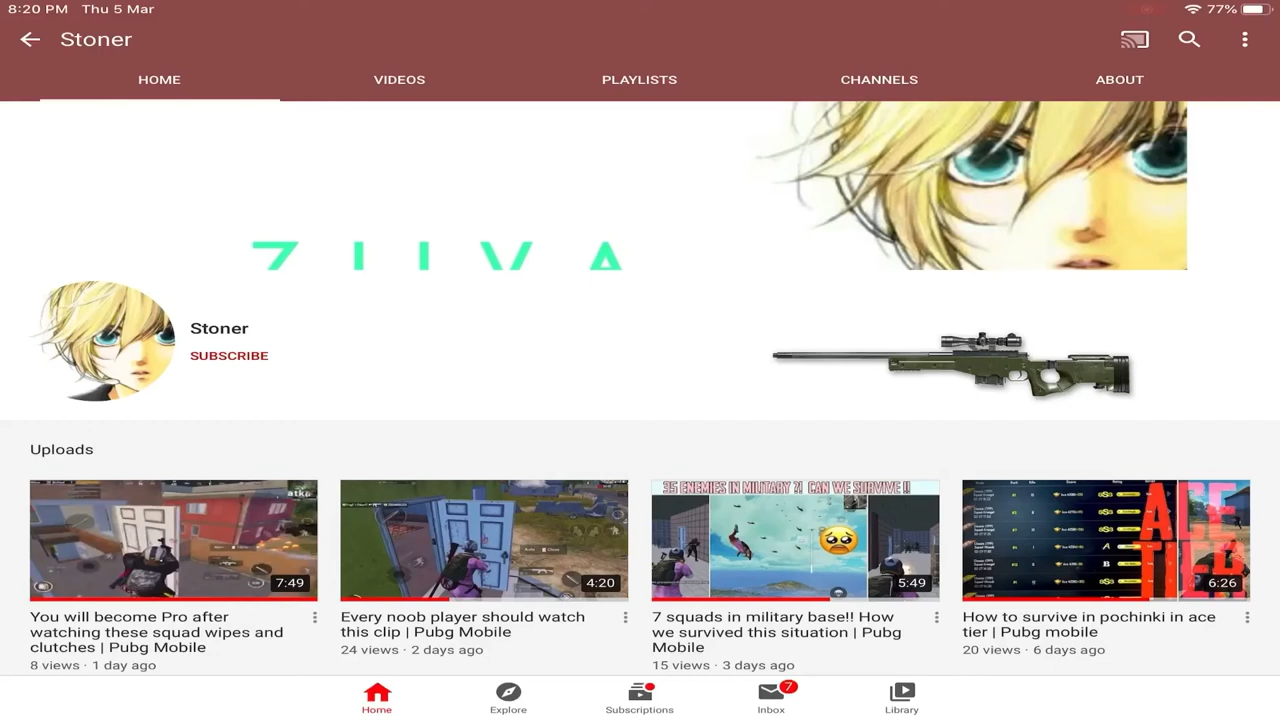 8:20 PM Thu 5 Mar
77%
Stoner
HOME VIDEOS PLAYLISTS CHANNELS ABOUT
Stoner
SUBSCRIBE
Uploads
35 ENEMIES IN MILITARY ?! CAN WE SURVIVE !!
ACE
TIER
7:49
4:20
5:49
6:26
You will become Pro after
watching these squad wipes and
clutches | Pubg Mobile
8 views · 1 day ago
Every noob player should watch
this clip | Pubg Mobile
24 views · 2 days ago
7 squads in military base!! How
we survived this situation | Pubg
Mobile
15 views · 3 days ago
How to survive in pochinki in ace
tier | Pubg mobile
20 views · 6 days ago
7
Home Explore Subscriptions Inbox Library